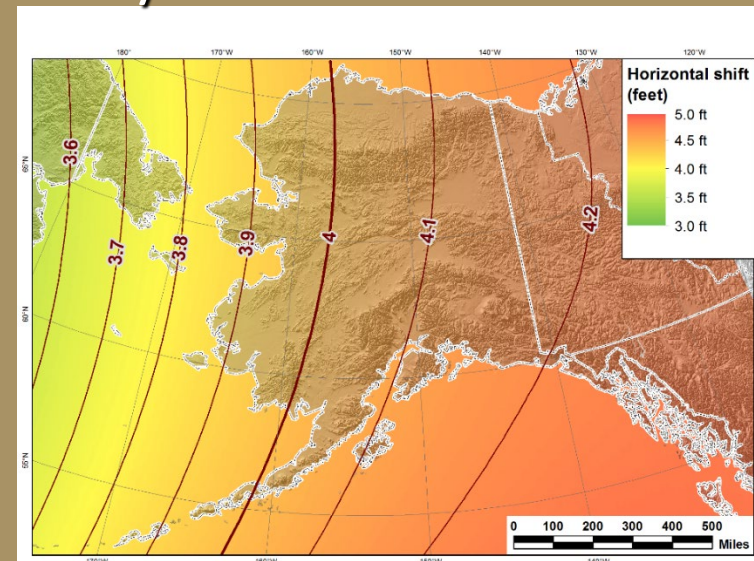 180°
170°W
160°W
150°W
140°W
130°W
120°W
Horizontal shift
(feet)
5.0 ft
4.5 ft
4.0 ft
3.5 ft
3.0 ft
65°N
60°N
55°N
3.6
3.7
3.8
3.9
4
4.1
4.2
0 100 200 300 400 500
Miles